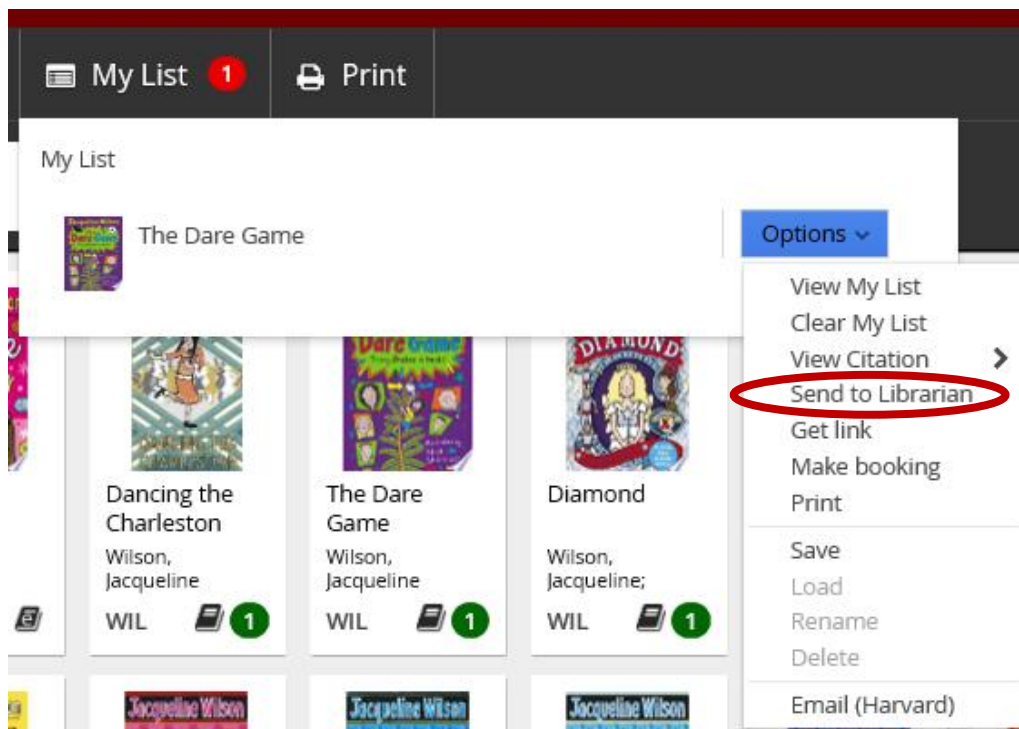 My List 1 Print
My List
The Dare Game
Options
View My List
Clear My List
View Citation
Send to Librarian
Get link
Make booking
Print
Save
Load
Rename
Delete
Email (Harvard)
Dare Game
DIAMOND
Dancing the
Charleston
Wilson,
Jacqueline
WIL 1
The Dare
Game
Wilson,
Jacqueline
WIL 1
Diamond
Wilson,
Jacqueline;
WIL 1
Jacqueline Wilson
Jacqueline Wilson
Jacqueline Wilson